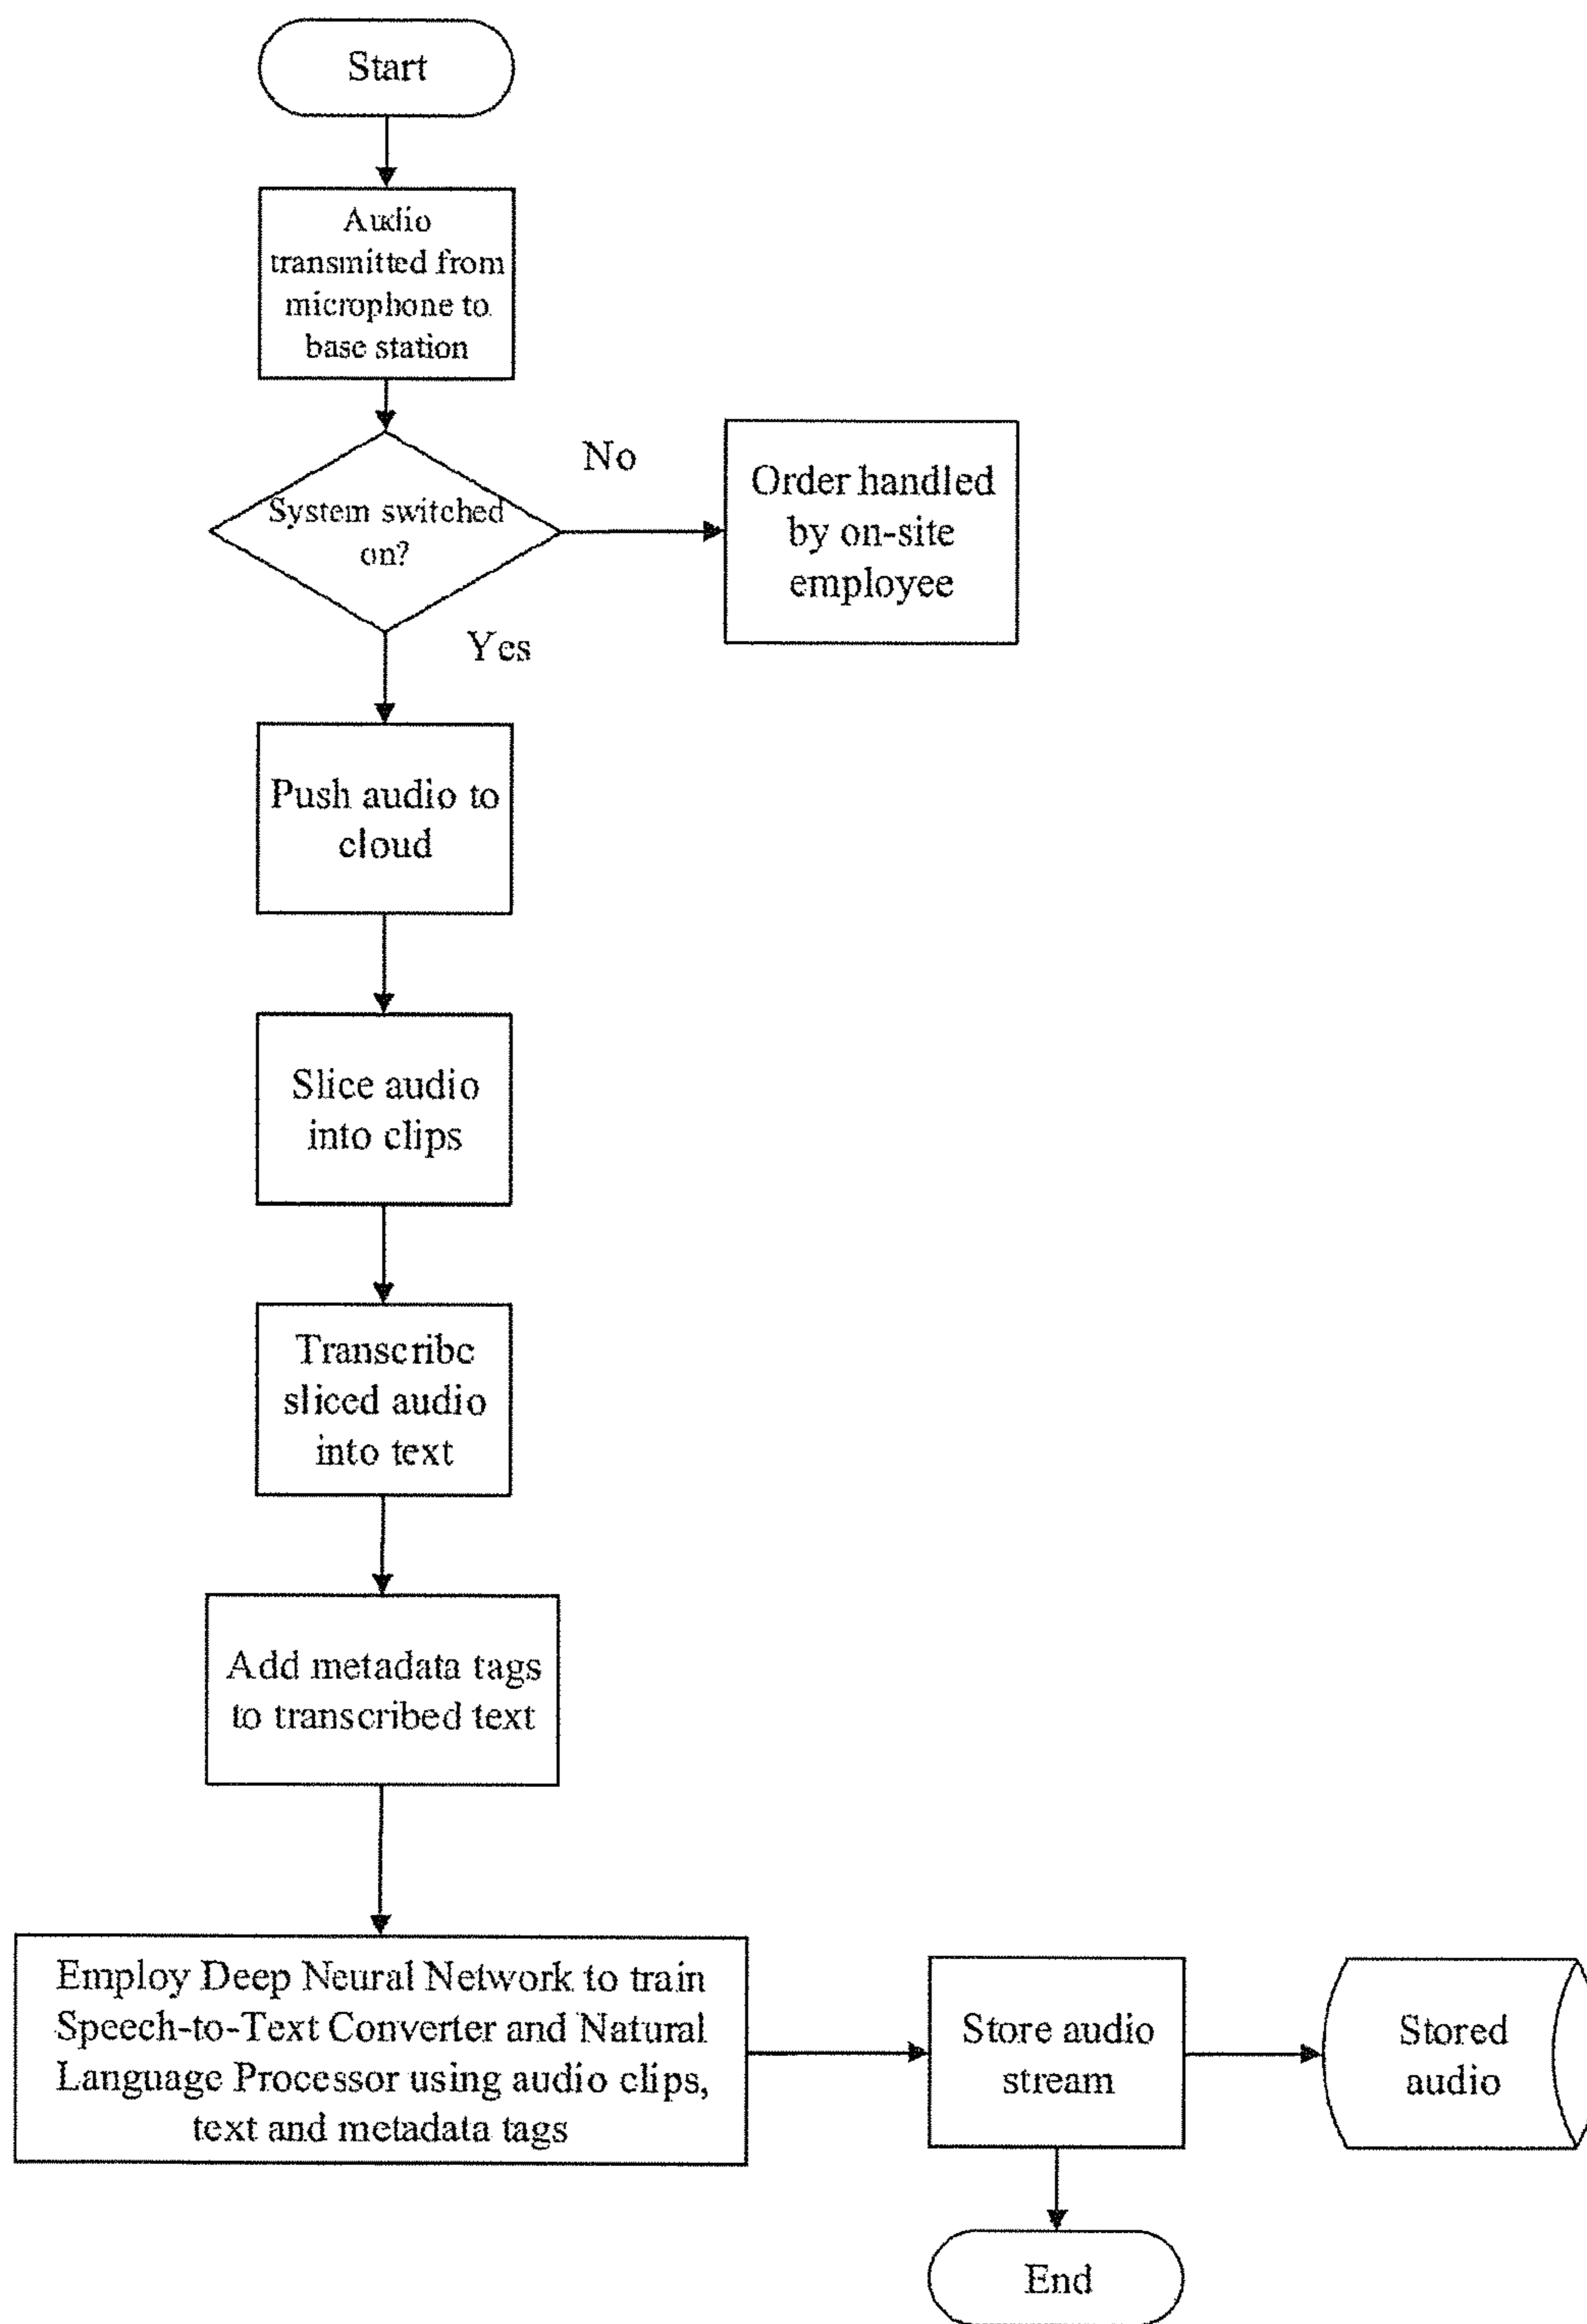 Start
Audio
transmitted from
microphone to
base station
System switched
on?
No
Order handled
by on-site
employee
Yes
Push audio to
cloud
Slice audio
into clips
Transcribe
sliced audio
into text
Add metadata tags
to transcribed text
Employ Deep Neural Network to train
Speech-to-Text Converter and Natural
Language Processor using audio clips,
text and metadata tags
Store audio
stream
Stored
audio
End